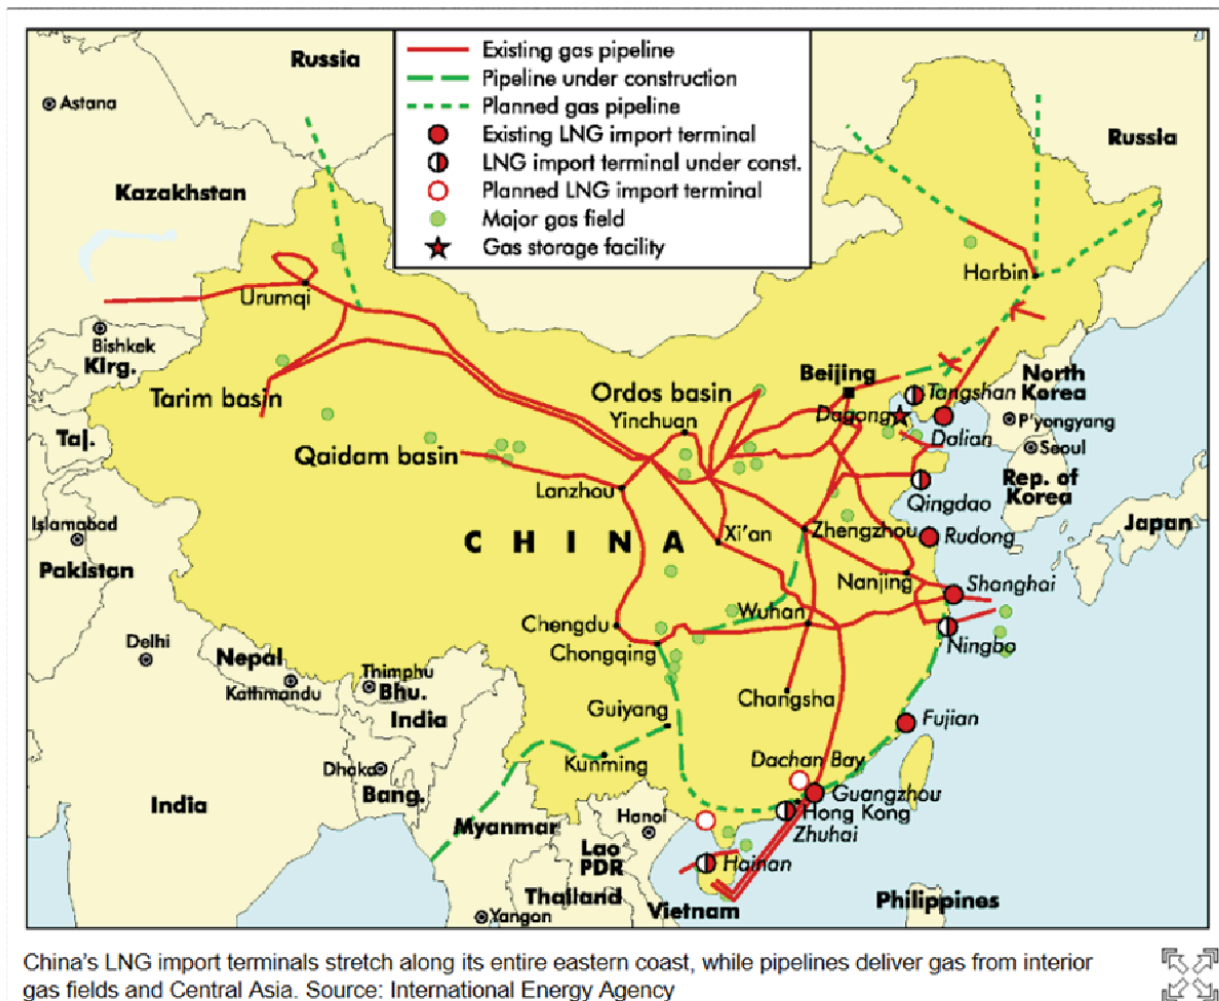 Existing gas pipeline
Pipeline under construction
Planned gas pipeline
Existing LNG import terminal
LNG import terminal under const.
Planned LNG import terminal
Major gas field
Gas storage facility
Russia
Astana
Russia
Kazakhstan
Harbin
Urumqi
Bishkek
Kirg.
Beijing
North
Korea
Tangshan
Ordos basin
Tarim basin
Yinchuan
Dagong
P'yongyang
Taj.
Dalian
Seoul
Qaidam basin
Rep. of
Korea
Lanzhou
Qingdao
Islamabad
Japan
CHINA
Xi'an
Zhengzhou
Rudong
Pakistan
Nanjing
Shanghai
Wuhan
Chengdu
Delhi
Ningbo
Chongqing
Nepal
Thimphu
Kathmandu
Bhu.
Changsha
India
Guiyang
Fujian
Dachan Bay
Kunming
Dhaka
Bang.
Guangzhou
India
Hong Kong
Hanoi
Myanmar
Zhuhai
Lao
PDR
Hainan
Thailand
Vietnam
Philippines
Yangon
China's LNG import terminals stretch along its entire eastern coast, while pipelines deliver gas from interior
gas fields and Central Asia. Source: International Energy Agency